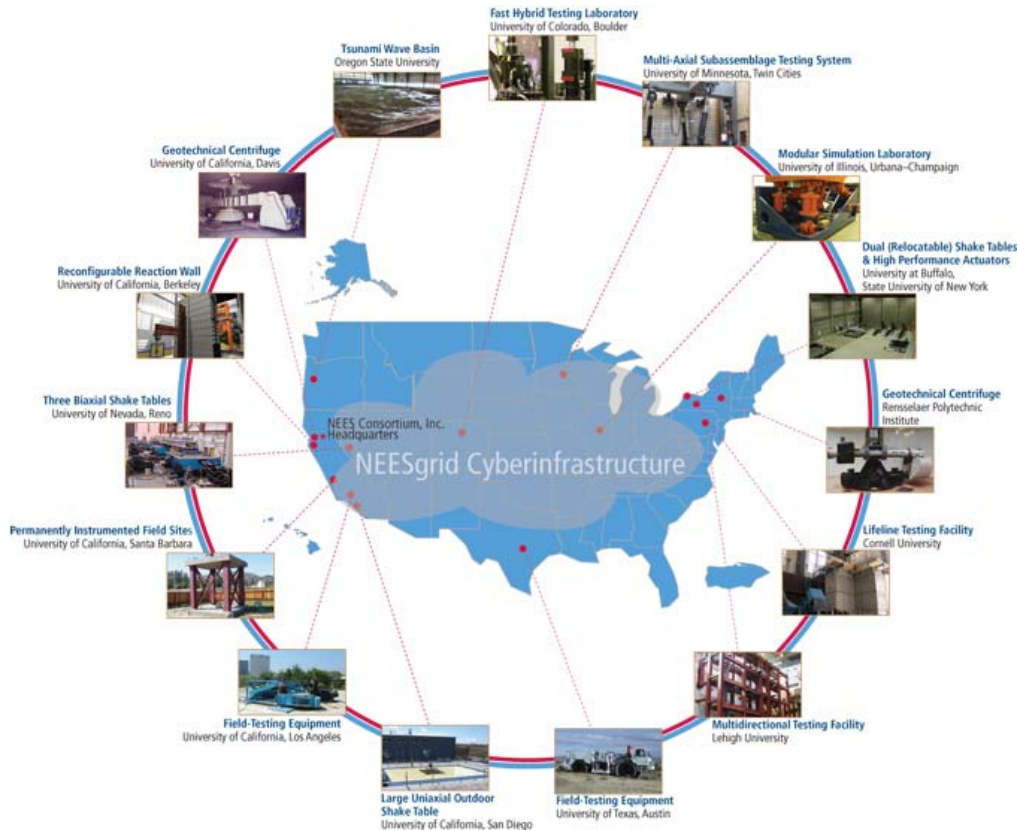 Fast Hybrid Testing Laboratory
University of Colorado, Boulder
Tsunami Wave Basin
Oregon State University
Multi-Axial Subassemblage Testing System
University of Minnesota, Twin Cities
Geotechnical Centrifuge
University of California, Davis
Modular Simulation Laboratory
University of Illinois, Urbana–Champaign
Dual (Relocatable) Shake Tables
& High Performance Actuators
University at Buffalo,
State University of New York
Reconfigurable Reaction Wall
University of California, Berkeley
Three Biaxial Shake Tables
University of Nevada, Reno
Geotechnical Centrifuge
Rensselaer Polytechnic
Institute
NEES Consortium, Inc.
Headquarters
NEESgrid Cyberinfrastructure
Permanently Instrumented Field Sites
University of California, Santa Barbara
Lifeline Testing Facility
Cornell University
Field-Testing Equipment
University of California, Los Angeles
Multidirectional Testing Facility
Lehigh University
Large Uniaxial Outdoor
Shake Table
University of California, San Diego
Field-Testing Equipment
University of Texas, Austin